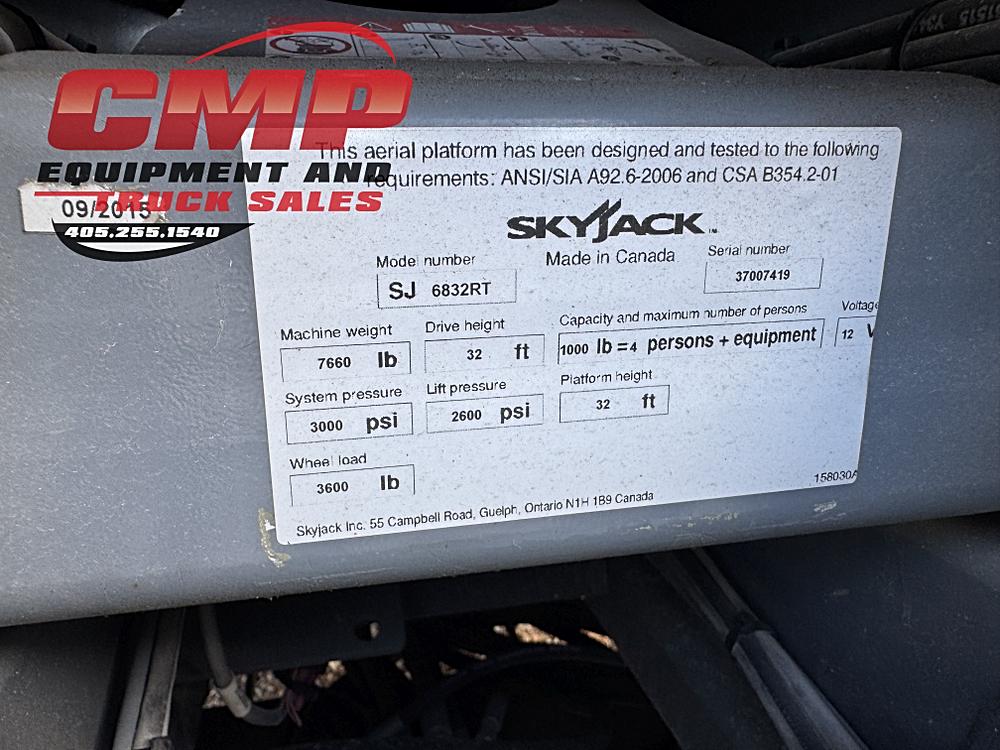 1515 Y34
CMP
EQUIPMENT AND
TRUCK SALES
405.255.1540
09/2015
This aerial platform has been designed and tested to the following
requirements: ANSI/SIA A92.6-2006 and CSA B354.2-01
SKYJACK
Made in Canada
Model number
SJ 6832RT
Serial number
37007419
Machine weight
7660 lb
Drive height
32 ft
Capacity and maximum number of persons
1000 lb = 4 persons + equipment
Voltage
12 V
System pressure
3000 psi
Lift pressure
2600 psi
Platform height
32 ft
Wheel load
3600 lb
158030A
Skyjack Inc. 55 Campbell Road, Guelph, Ontario N1H 1B9 Canada